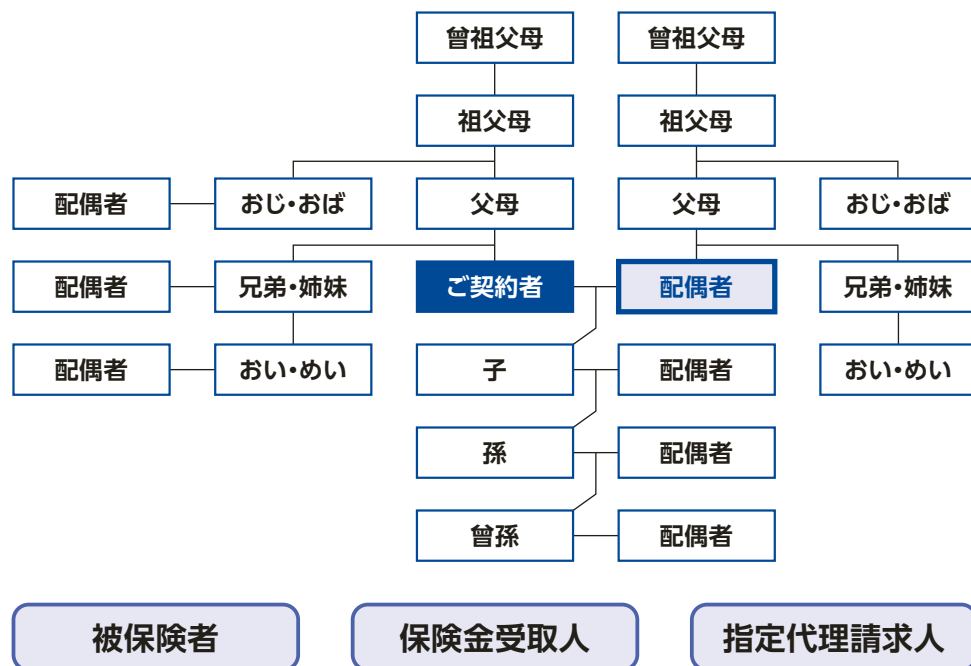 曾祖父母 曾祖父母
祖父母 祖父母
配偶者 おじ・おば 父母 父母 おじ・おば
配偶者 兄弟・姉妹 ご契約者 配偶者 兄弟・姉妹
配偶者 おい・めい 子 配偶者 おい・めい
孫 配偶者
曾孫 配偶者
被保険者 保険金受取人 指定代理請求人